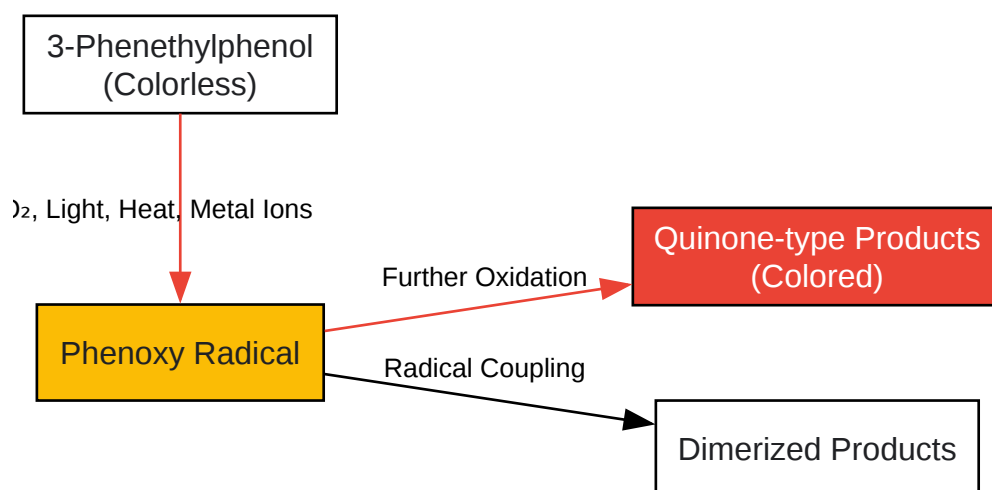 3-Phenethylphenol
(Colorless)
₂, Light, Heat, Metal Ions
Quinone-type Products
(Colored)
Further Oxidation
Phenoxy Radical
Radical Coupling
Dimerized Products